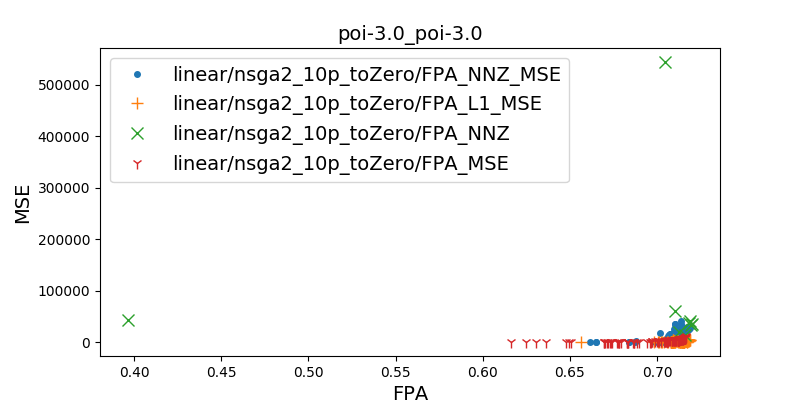 poi-3.0_poi-3.0
linear/nsga2_10p_toZero/FPA_NNZ_MSE
linear/nsga2_10p_toZero/FPA_L1_MSE
linear/nsga2_10p_toZero/FPA_NNZ
linear/nsga2_10p_toZero/FPA_MSE
MSE
500000
400000
300000
200000
100000
0
0.40 0.45 0.50 0.55 0.60 0.65 0.70
FPA